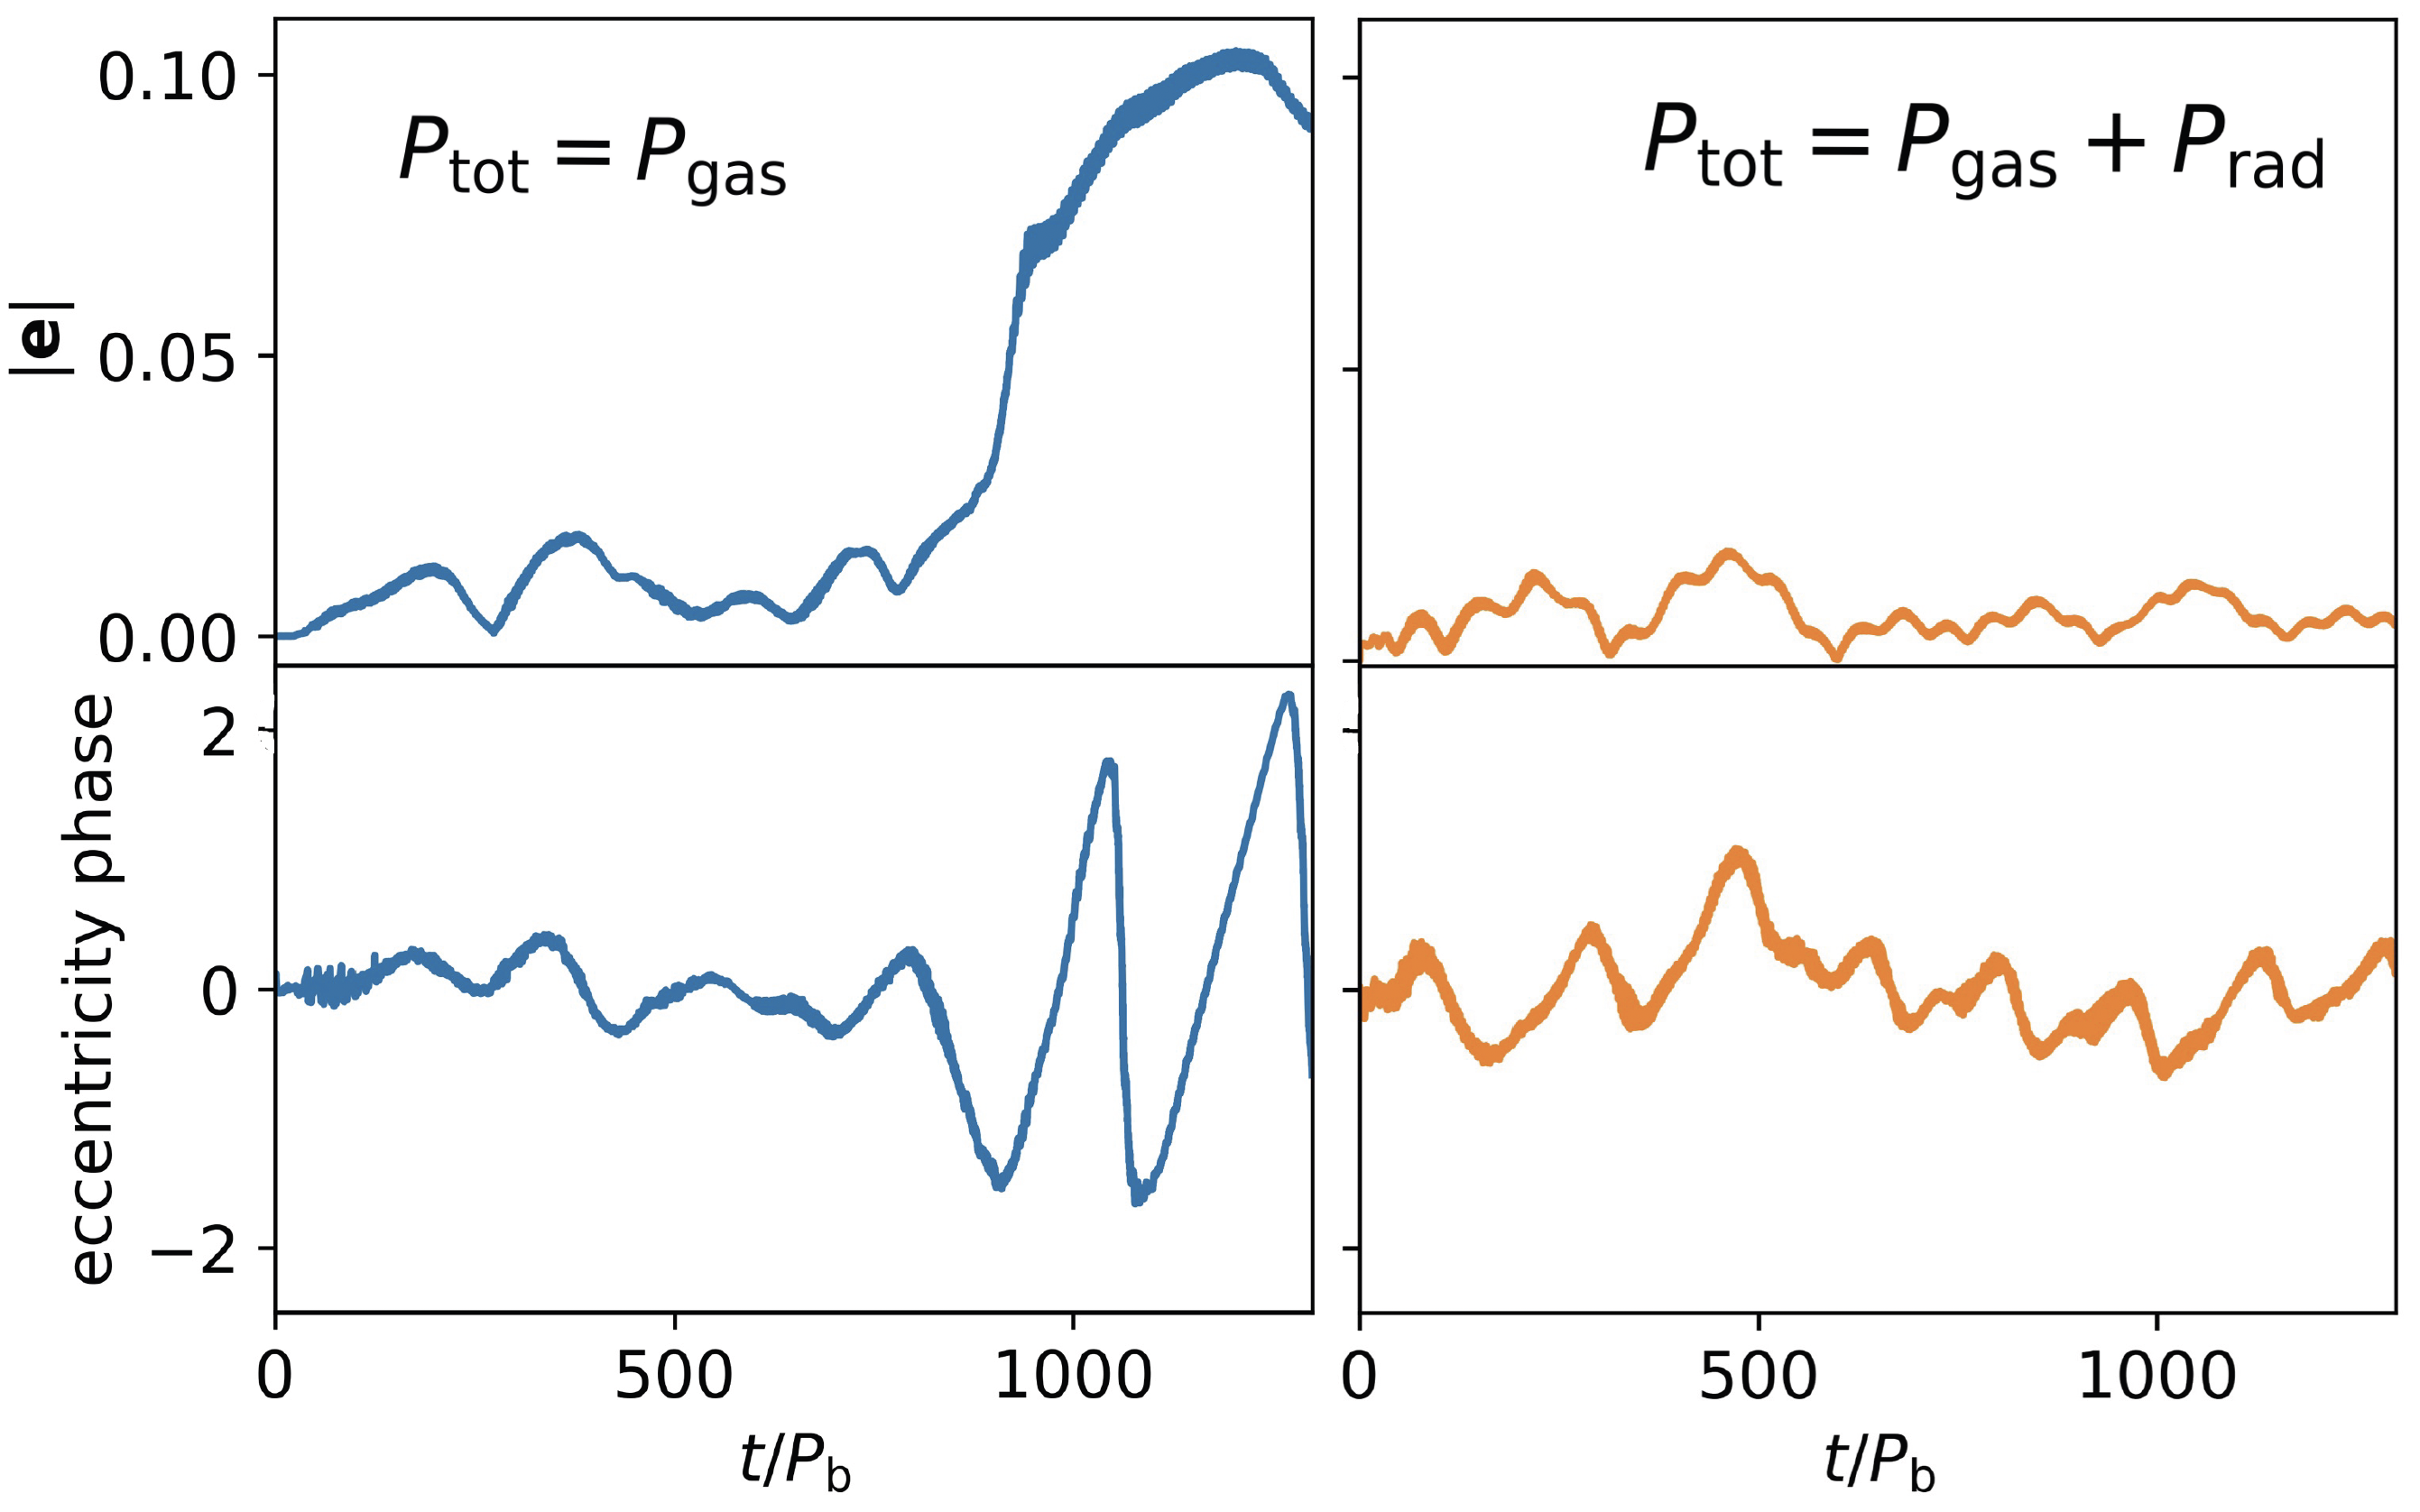 0.10
0.05
0.00
|e|
P_tot = P_gas
P_tot = P_gas + P_rad
2
0
−2
eccentricity phase
0 500 1000
0 500 1000
t/P_b
t/P_b